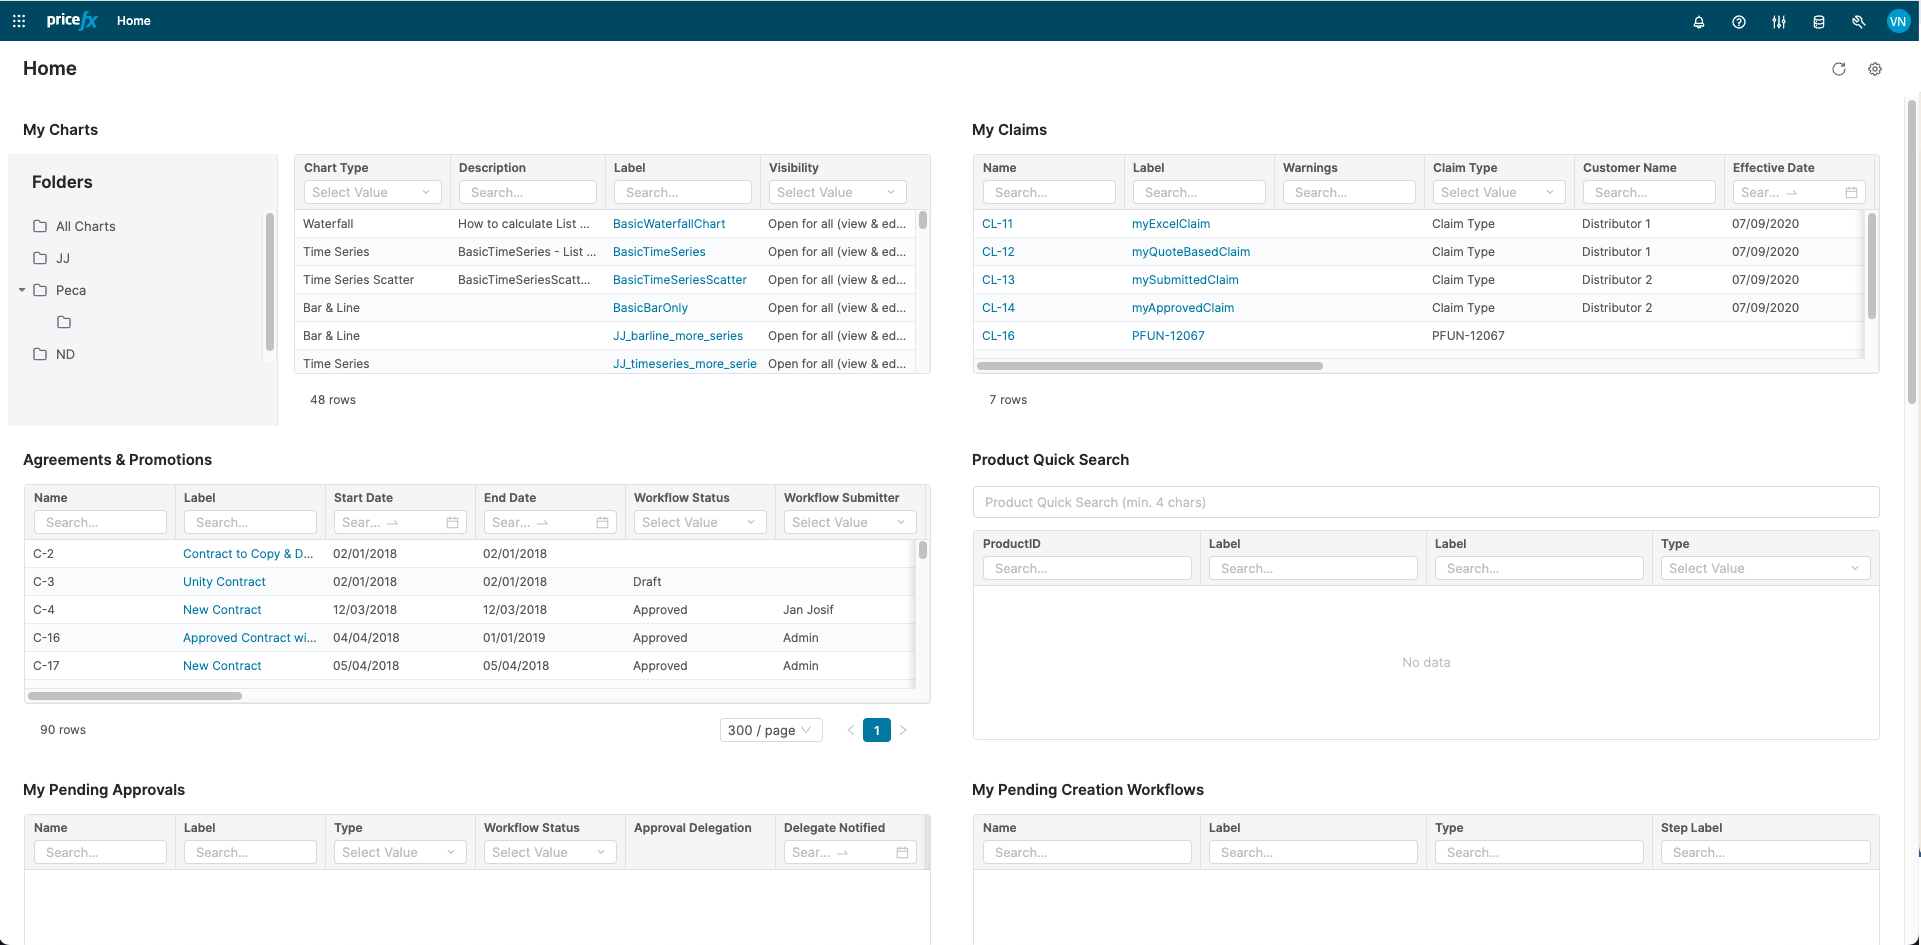 pricefx Home VN
Home
My Charts
Folders
All Charts
JJ
Peca
ND
Chart Type Description Label Visibility
Select Value Search... Search... Select Value
Waterfall How to calculate List ... BasicWaterfallChart Open for all (view & ed...
Time Series BasicTimeSeries - List ... BasicTimeSeries Open for all (view & ed...
Time Series Scatter BasicTimeSeriesScatt... BasicTimeSeriesScatter Open for all (view & ed...
Bar & Line BasicBarOnly Open for all (view & ed...
Bar & Line JJ_barline_more_series Open for all (view & ed...
Time Series JJ_timeseries_more_serie Open for all (view & ed...
48 rows
My Claims
Name Label Warnings Claim Type Customer Name Effective Date
Search... Search... Search... Select Value Search... Sear...
CL-11 myExcelClaim Claim Type Distributor 1 07/09/2020
CL-12 myQuoteBasedClaim Claim Type Distributor 1 07/09/2020
CL-13 mySubmittedClaim Claim Type Distributor 2 07/09/2020
CL-14 myApprovedClaim Claim Type Distributor 2 07/09/2020
CL-16 PFUN-12067 PFUN-12067
7 rows
Agreements & Promotions
Name Label Start Date End Date Workflow Status Workflow Submitter
Search... Search... Sear... Sear... Select Value Select Value
C-2 Contract to Copy & D... 02/01/2018 02/01/2018
C-3 Unity Contract 02/01/2018 02/01/2018 Draft
C-4 New Contract 12/03/2018 12/03/2018 Approved Jan Josif
C-16 Approved Contract wi... 04/04/2018 01/01/2019 Approved Admin
C-17 New Contract 05/04/2018 05/04/2018 Approved Admin
90 rows 300 / page 1
Product Quick Search
Product Quick Search (min. 4 chars)
ProductID Label Label Type
Search... Search... Search... Select Value
No data
My Pending Approvals
Name Label Type Workflow Status Approval Delegation Delegate Notified
Search... Search... Select Value Select Value Sear...
My Pending Creation Workflows
Name Label Type Step Label
Search... Search... Search... Search...